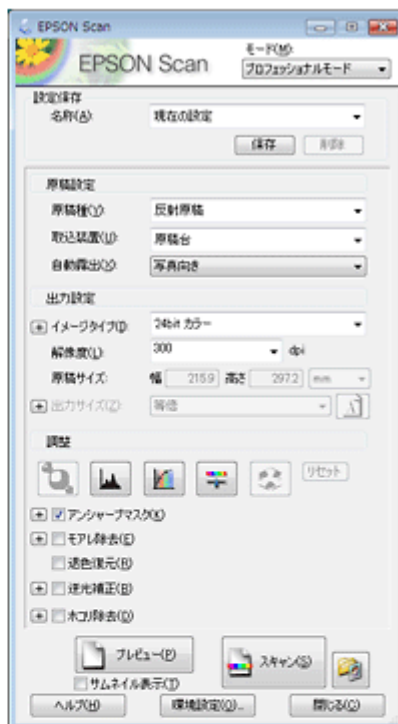 EPSON Scan
EPSON Scan
モード(M):
プロフェッショナルモード
設定保存
名称(A):
現在の設定
保存
削除
原稿設定
原稿種(Y):
反射原稿
取込装置(U):
原稿台
自動露出(X):
写真向き
出力設定
イメージタイプ(I):
24bit カラー
解像度(L):
300
dpi
原稿サイズ:
幅 215.9 高さ 297.2 mm
出力サイズ(Z):
等倍
調整
リセット
アンシャープマスク(K)
モアレ除去(E)
退色復元(R)
逆光補正(B)
ホコリ除去(D)
プレビュー(P)
スキャン(S)
サムネイル表示(T)
ヘルプ(H)
環境設定(O)...
閉じる(C)